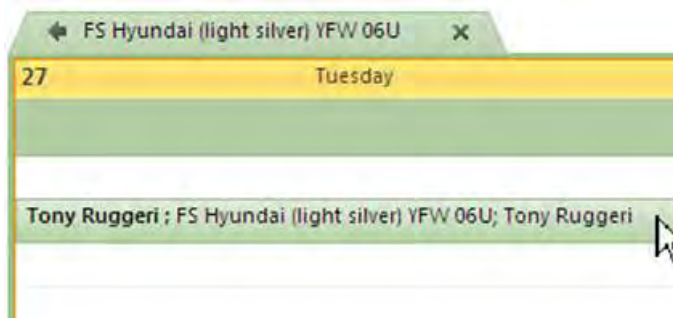 FS Hyundai (light silver) YFW 06U
27 Tuesday
Tony Ruggeri ; FS Hyundai (light silver) YFW 06U; Tony Ruggeri